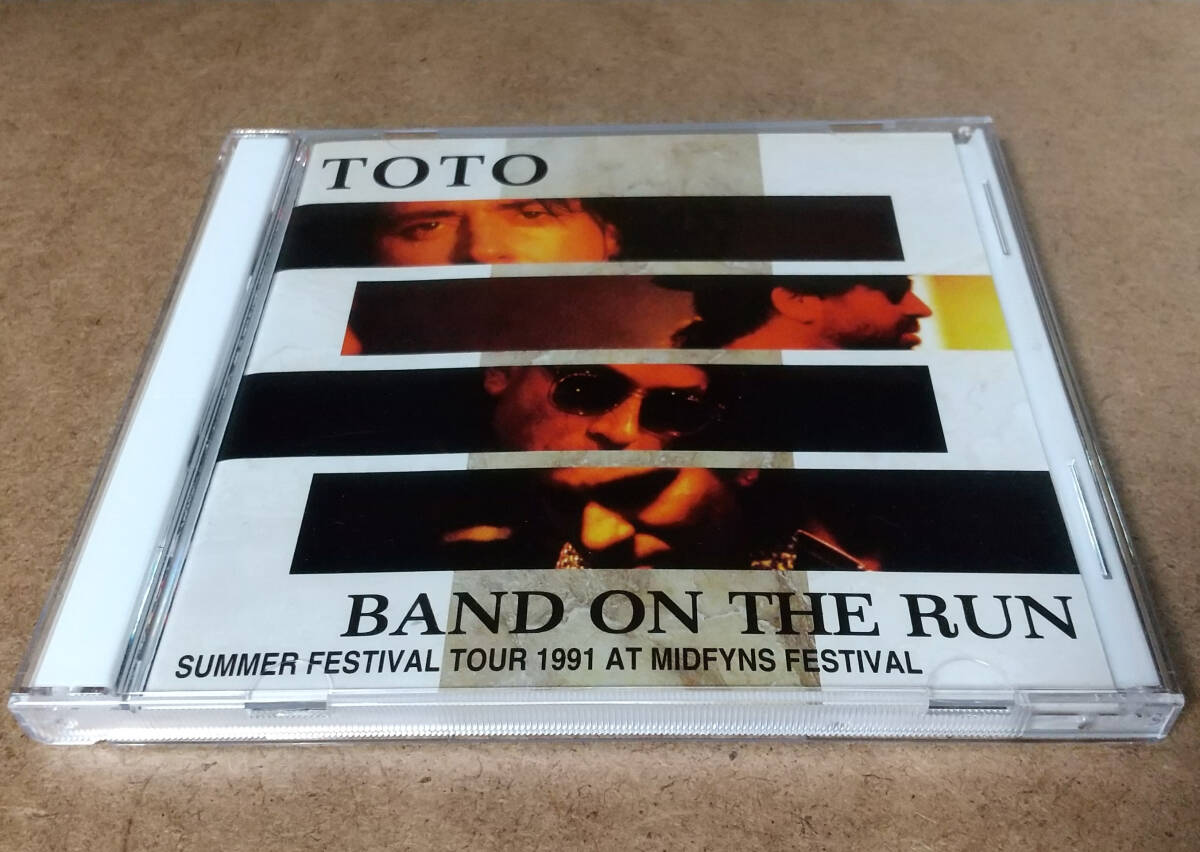 TOTO
BAND ON THE RUN
SUMMER FESTIVAL TOUR 1991 AT MIDFYNS FESTIVAL